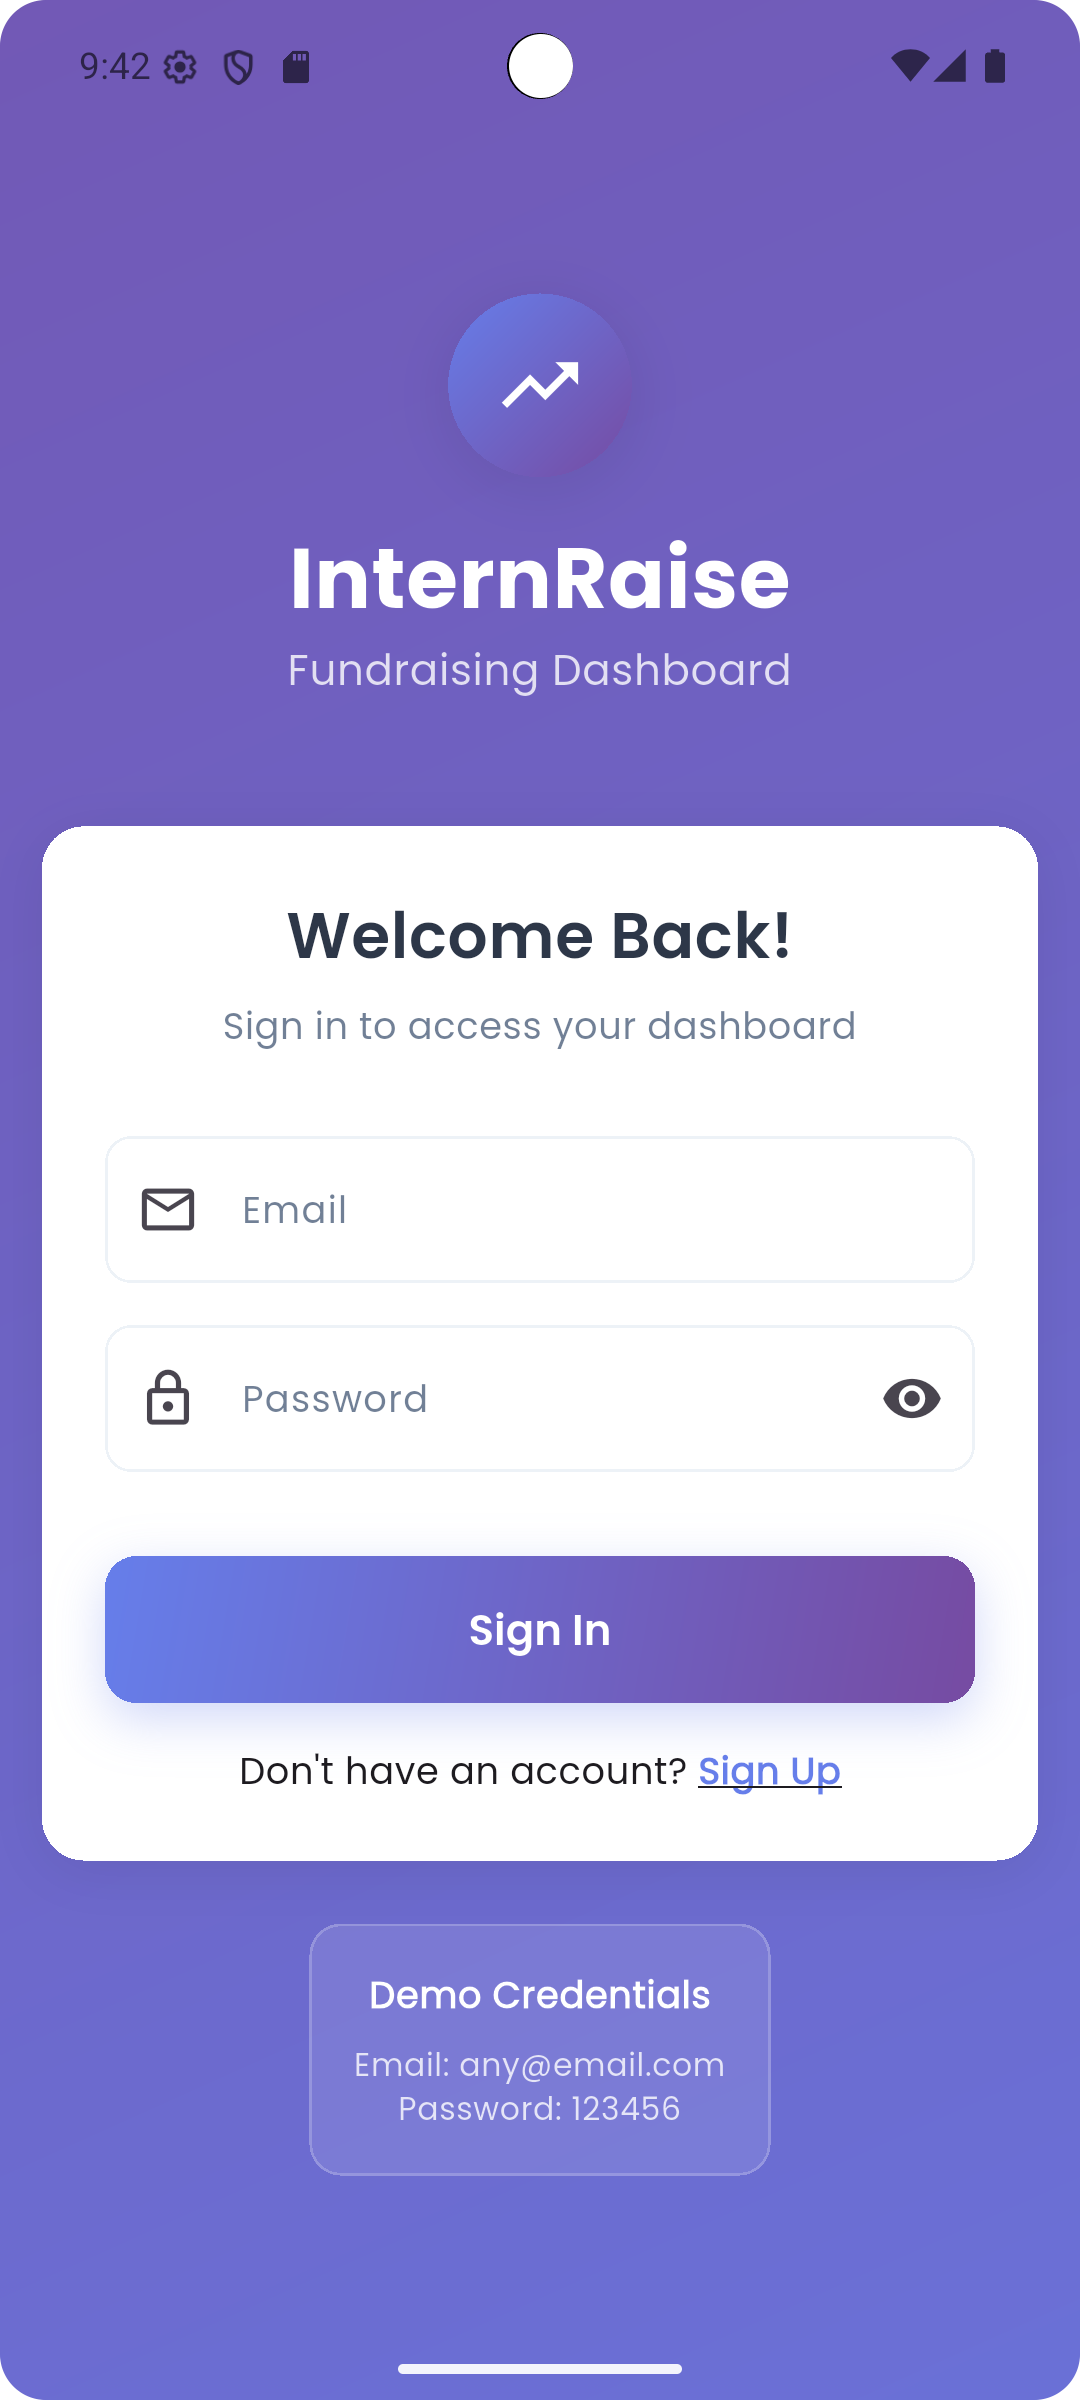 9:42
InternRaise
Fundraising Dashboard
Welcome Back!
Sign in to access your dashboard
Email
Password
Sign In
Don't have an account? Sign Up
Demo Credentials
Email: any@email.com
Password: 123456